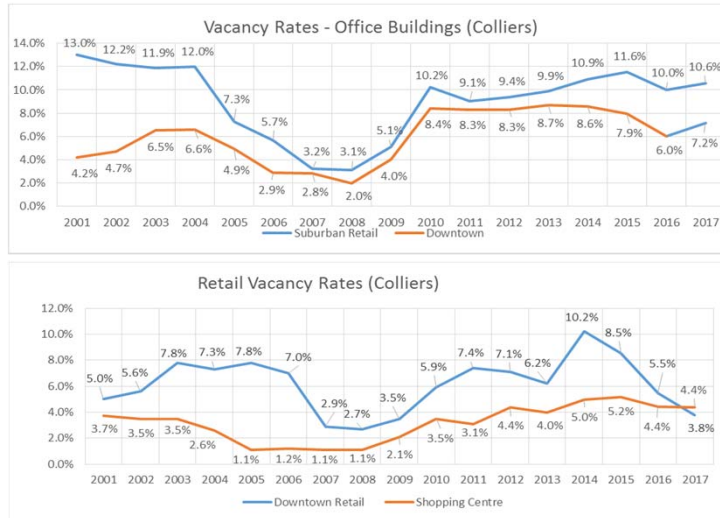 Vacancy Rates - Office Buildings (Colliers)
14.0%
12.0%
10.0%
8.0%
6.0%
4.0%
2.0%
0.0%
13.0% 12.2% 11.9% 12.0% 7.3% 5.7% 3.2% 3.1% 5.1% 10.2% 9.1% 9.4% 9.9% 10.9% 11.6% 10.0% 10.6%
4.2% 4.7% 6.5% 6.6% 4.9% 2.9% 2.8% 2.0% 4.0% 8.4% 8.3% 8.3% 8.7% 8.6% 7.9% 6.0% 7.2%
2001 2002 2003 2004 2005 2006 2007 2008 2009 2010 2011 2012 2013 2014 2015 2016 2017
Suburban Retail Downtown
Retail Vacancy Rates (Colliers)
12.0%
10.0%
8.0%
6.0%
4.0%
2.0%
0.0%
5.0% 5.6% 7.8% 7.3% 7.8% 7.0% 2.9% 2.7% 3.5% 5.9% 7.4% 7.1% 6.2% 10.2% 8.5% 5.5% 4.4%
3.7% 3.5% 3.5% 2.6% 1.1% 1.2% 1.1% 1.1% 2.1% 3.5% 3.1% 4.4% 4.0% 5.0% 5.2% 4.4% 3.8%
2001 2002 2003 2004 2005 2006 2007 2008 2009 2010 2011 2012 2013 2014 2015 2016 2017
Downtown Retail Shopping Centre